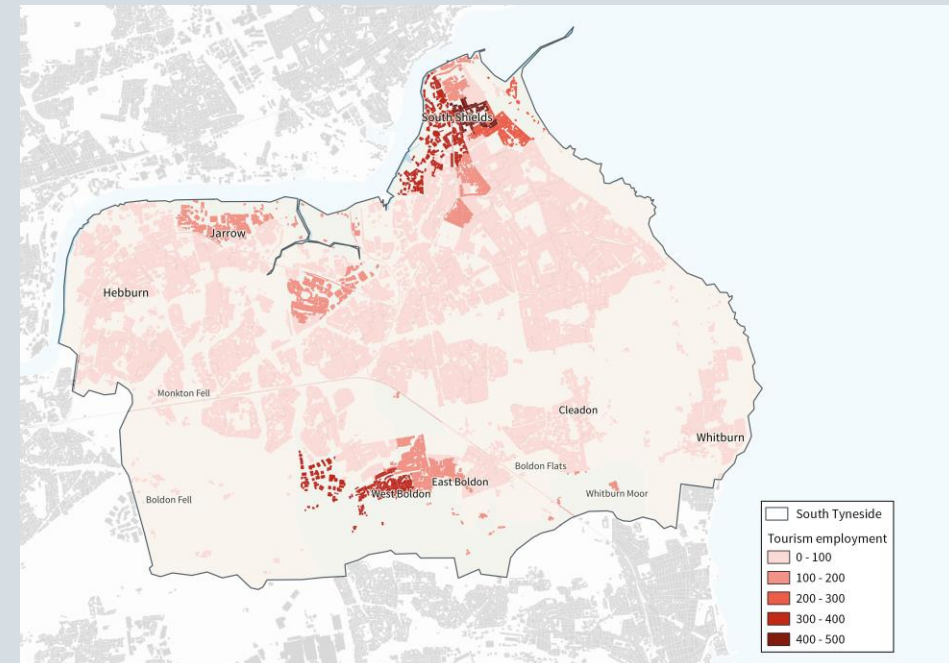 South Shields
Jarrow
Hebburn
Monkton Fell
Cleadon
Whitburn
Boldon Flats
East Boldon
West Boldon
Boldon Fell
Whitburn Moor
South Tyneside
Tourism employment
0 - 100
100 - 200
200 - 300
300 - 400
400 - 500